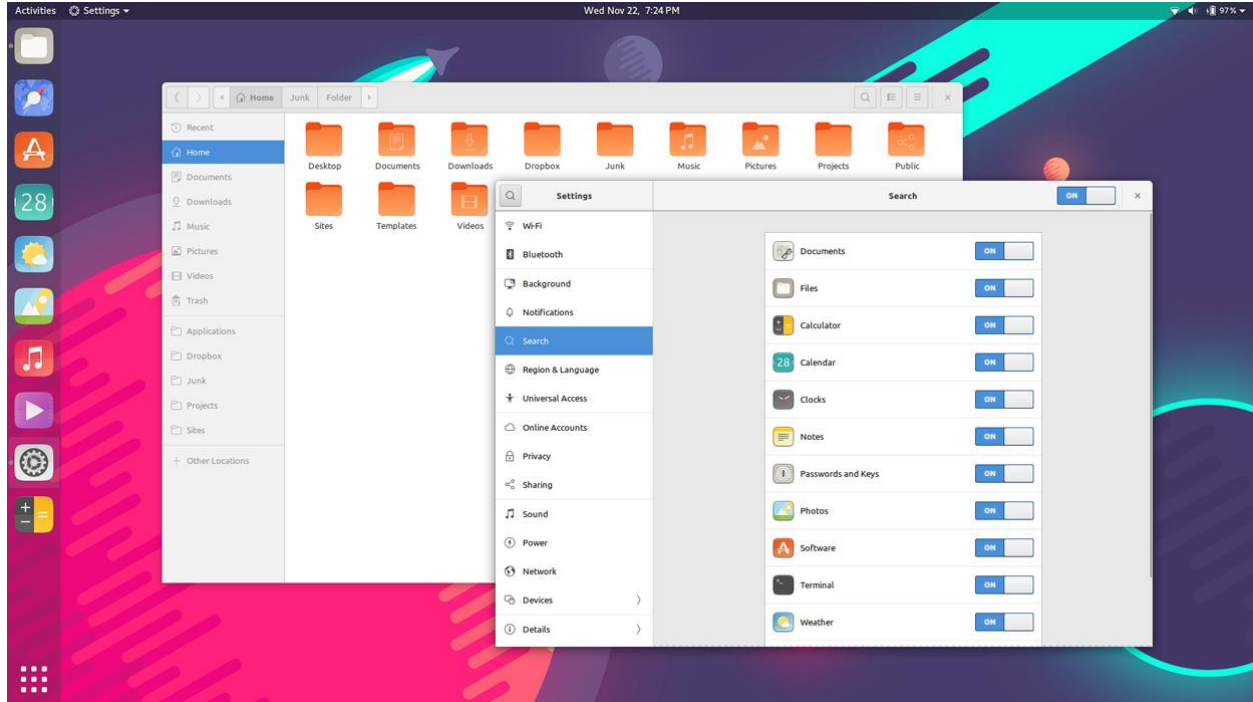 Activities Settings Wed Nov 22, 7:24 PM 97%
Home Junk Folder
Recent
Home
Documents
Downloads
Music
Pictures
Videos
Trash
Applications
Dropbox
Junk
Projects
Sites
+ Other Locations
Desktop Documents Downloads Dropbox Junk Music Pictures Projects Public
Sites Templates Videos
28
Settings Search ON
Wi-Fi
Bluetooth
Background
Notifications
Search
Region & Language
Universal Access
Online Accounts
Privacy
Sharing
Sound
Power
Network
Devices
Details
Documents ON
Files ON
Calculator ON
28 Calendar ON
Clocks ON
Notes ON
Passwords and Keys ON
Photos ON
Software ON
Terminal ON
Weather ON